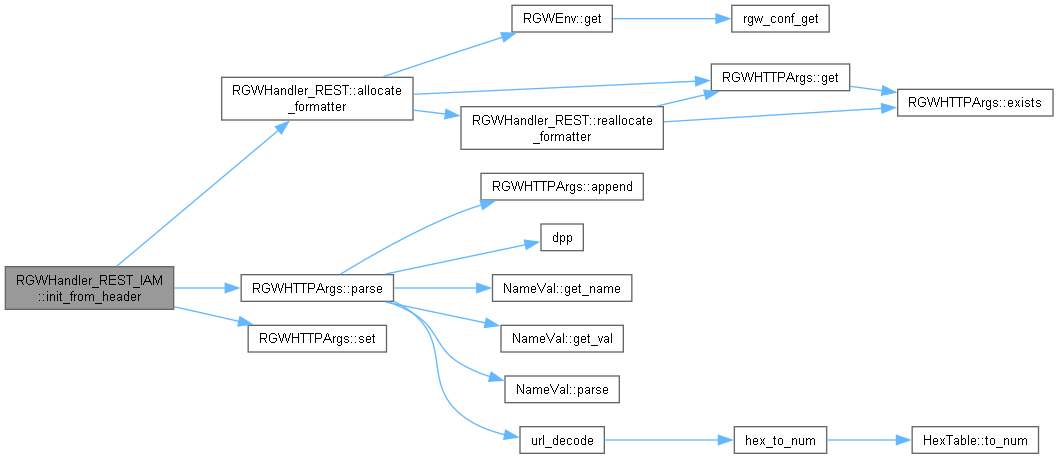 RGWEnv::get
rgw_conf_get
RGWHandler_REST::allocate
_formatter
RGWHTTPArgs::get
RGWHTTPArgs::exists
RGWHandler_REST::reallocate
_formatter
RGWHTTPArgs::append
dpp
RGWHandler_REST_IAM
::init_from_header
RGWHTTPArgs::parse
NameVal::get_name
RGWHTTPArgs::set
NameVal::get_val
NameVal::parse
url_decode
hex_to_num
HexTable::to_num